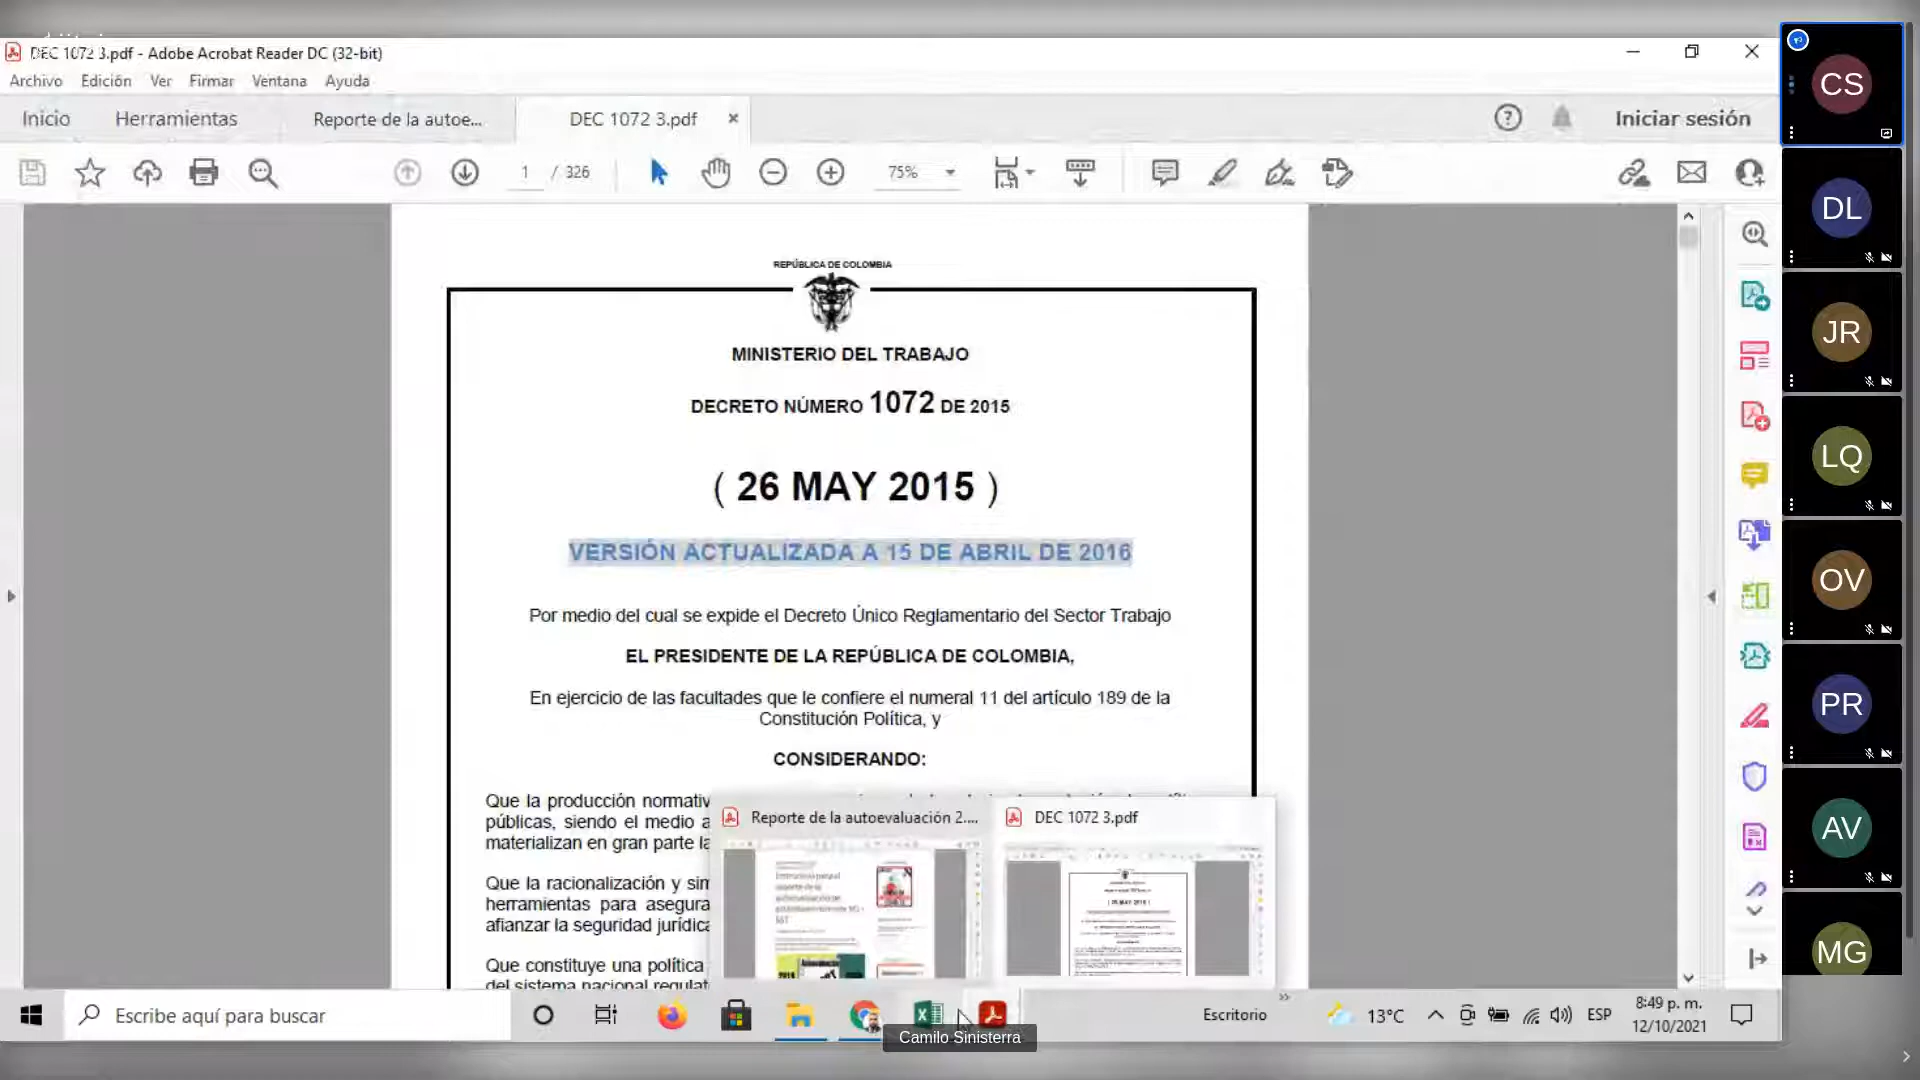 DEC 1072 3.pdf - Adobe Acrobat Reader DC (32-bit)
Archivo Edición Ver Firmar Ventana Ayuda
Inicio Herramientas Reporte de la autoe... DEC 1072 3.pdf × Iniciar sesión
1 / 326 75%
REPÚBLICA DE COLOMBIA
MINISTERIO DEL TRABAJO
DECRETO NÚMERO 1072 DE 2015
( 26 MAY 2015 )
VERSIÓN ACTUALIZADA A 15 DE ABRIL DE 2016
Por medio del cual se expide el Decreto Único Reglamentario del Sector Trabajo
EL PRESIDENTE DE LA REPÚBLICA DE COLOMBIA,
En ejercicio de las facultades que le confiere el numeral 11 del artículo 189 de la
Constitución Política, y
CONSIDERANDO:
Que la producción normativ
públicas, siendo el medio a
materializan en gran parte la
Que la racionalización y sim
herramientas para asegura
afianzar la seguridad jurídica
Que constituye una política
del sistema nacional regulat
Reporte de la autoevaluación 2....
DEC 1072 3.pdf
( 26 MAY 2015 )
Escribe aquí para buscar
Escritorio
13°C
ESP
8:49 p. m.
12/10/2021
Camilo Sinisterra
CS
DL
JR
LQ
OV
PR
AV
MG